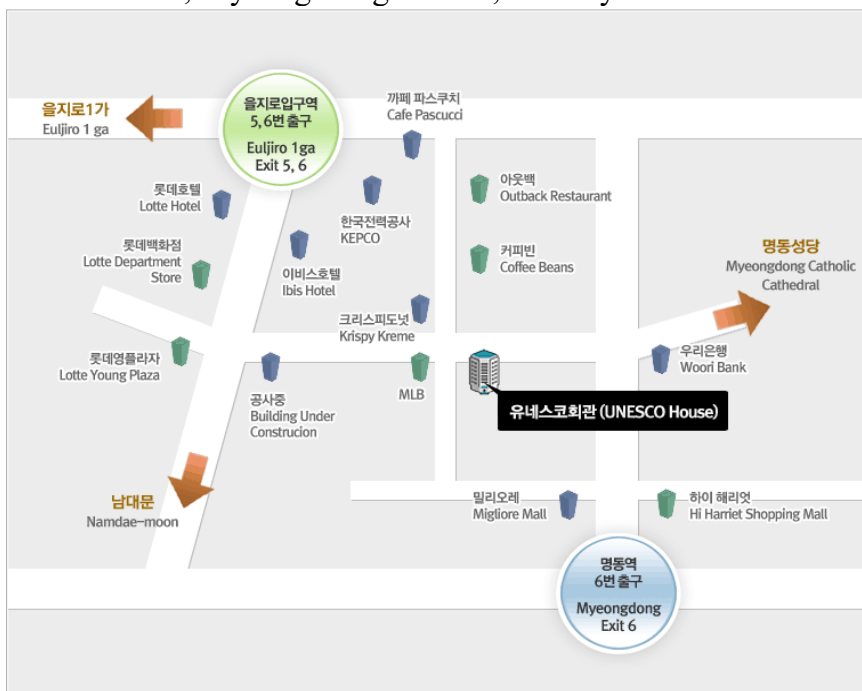 을지로1가
Euljiro 1 ga
을지로입구역
5, 6번 출구
Euljiro 1ga
Exit 5, 6
까페 파스쿠치
Cafe Pascucci
롯데호텔
Lotte Hotel
한국전력공사
KEPCO
아웃백
Outback Restaurant
롯데백화점
Lotte Department
Store
이비스호텔
Ibis Hotel
커피빈
Coffee Beans
명동성당
Myeongdong Catholic
Cathedral
크리스피도넛
Krispy Kreme
롯데영플라자
Lotte Young Plaza
공사중
Building Under
Construcion
MLB
우리은행
Woori Bank
유네스코회관 (UNESCO House)
남대문
Namdae-moon
밀리오레
Migliore Mall
하이 해리엇
Hi Harriet Shopping Mall
명동역
6번 출구
Myeongdong
Exit 6